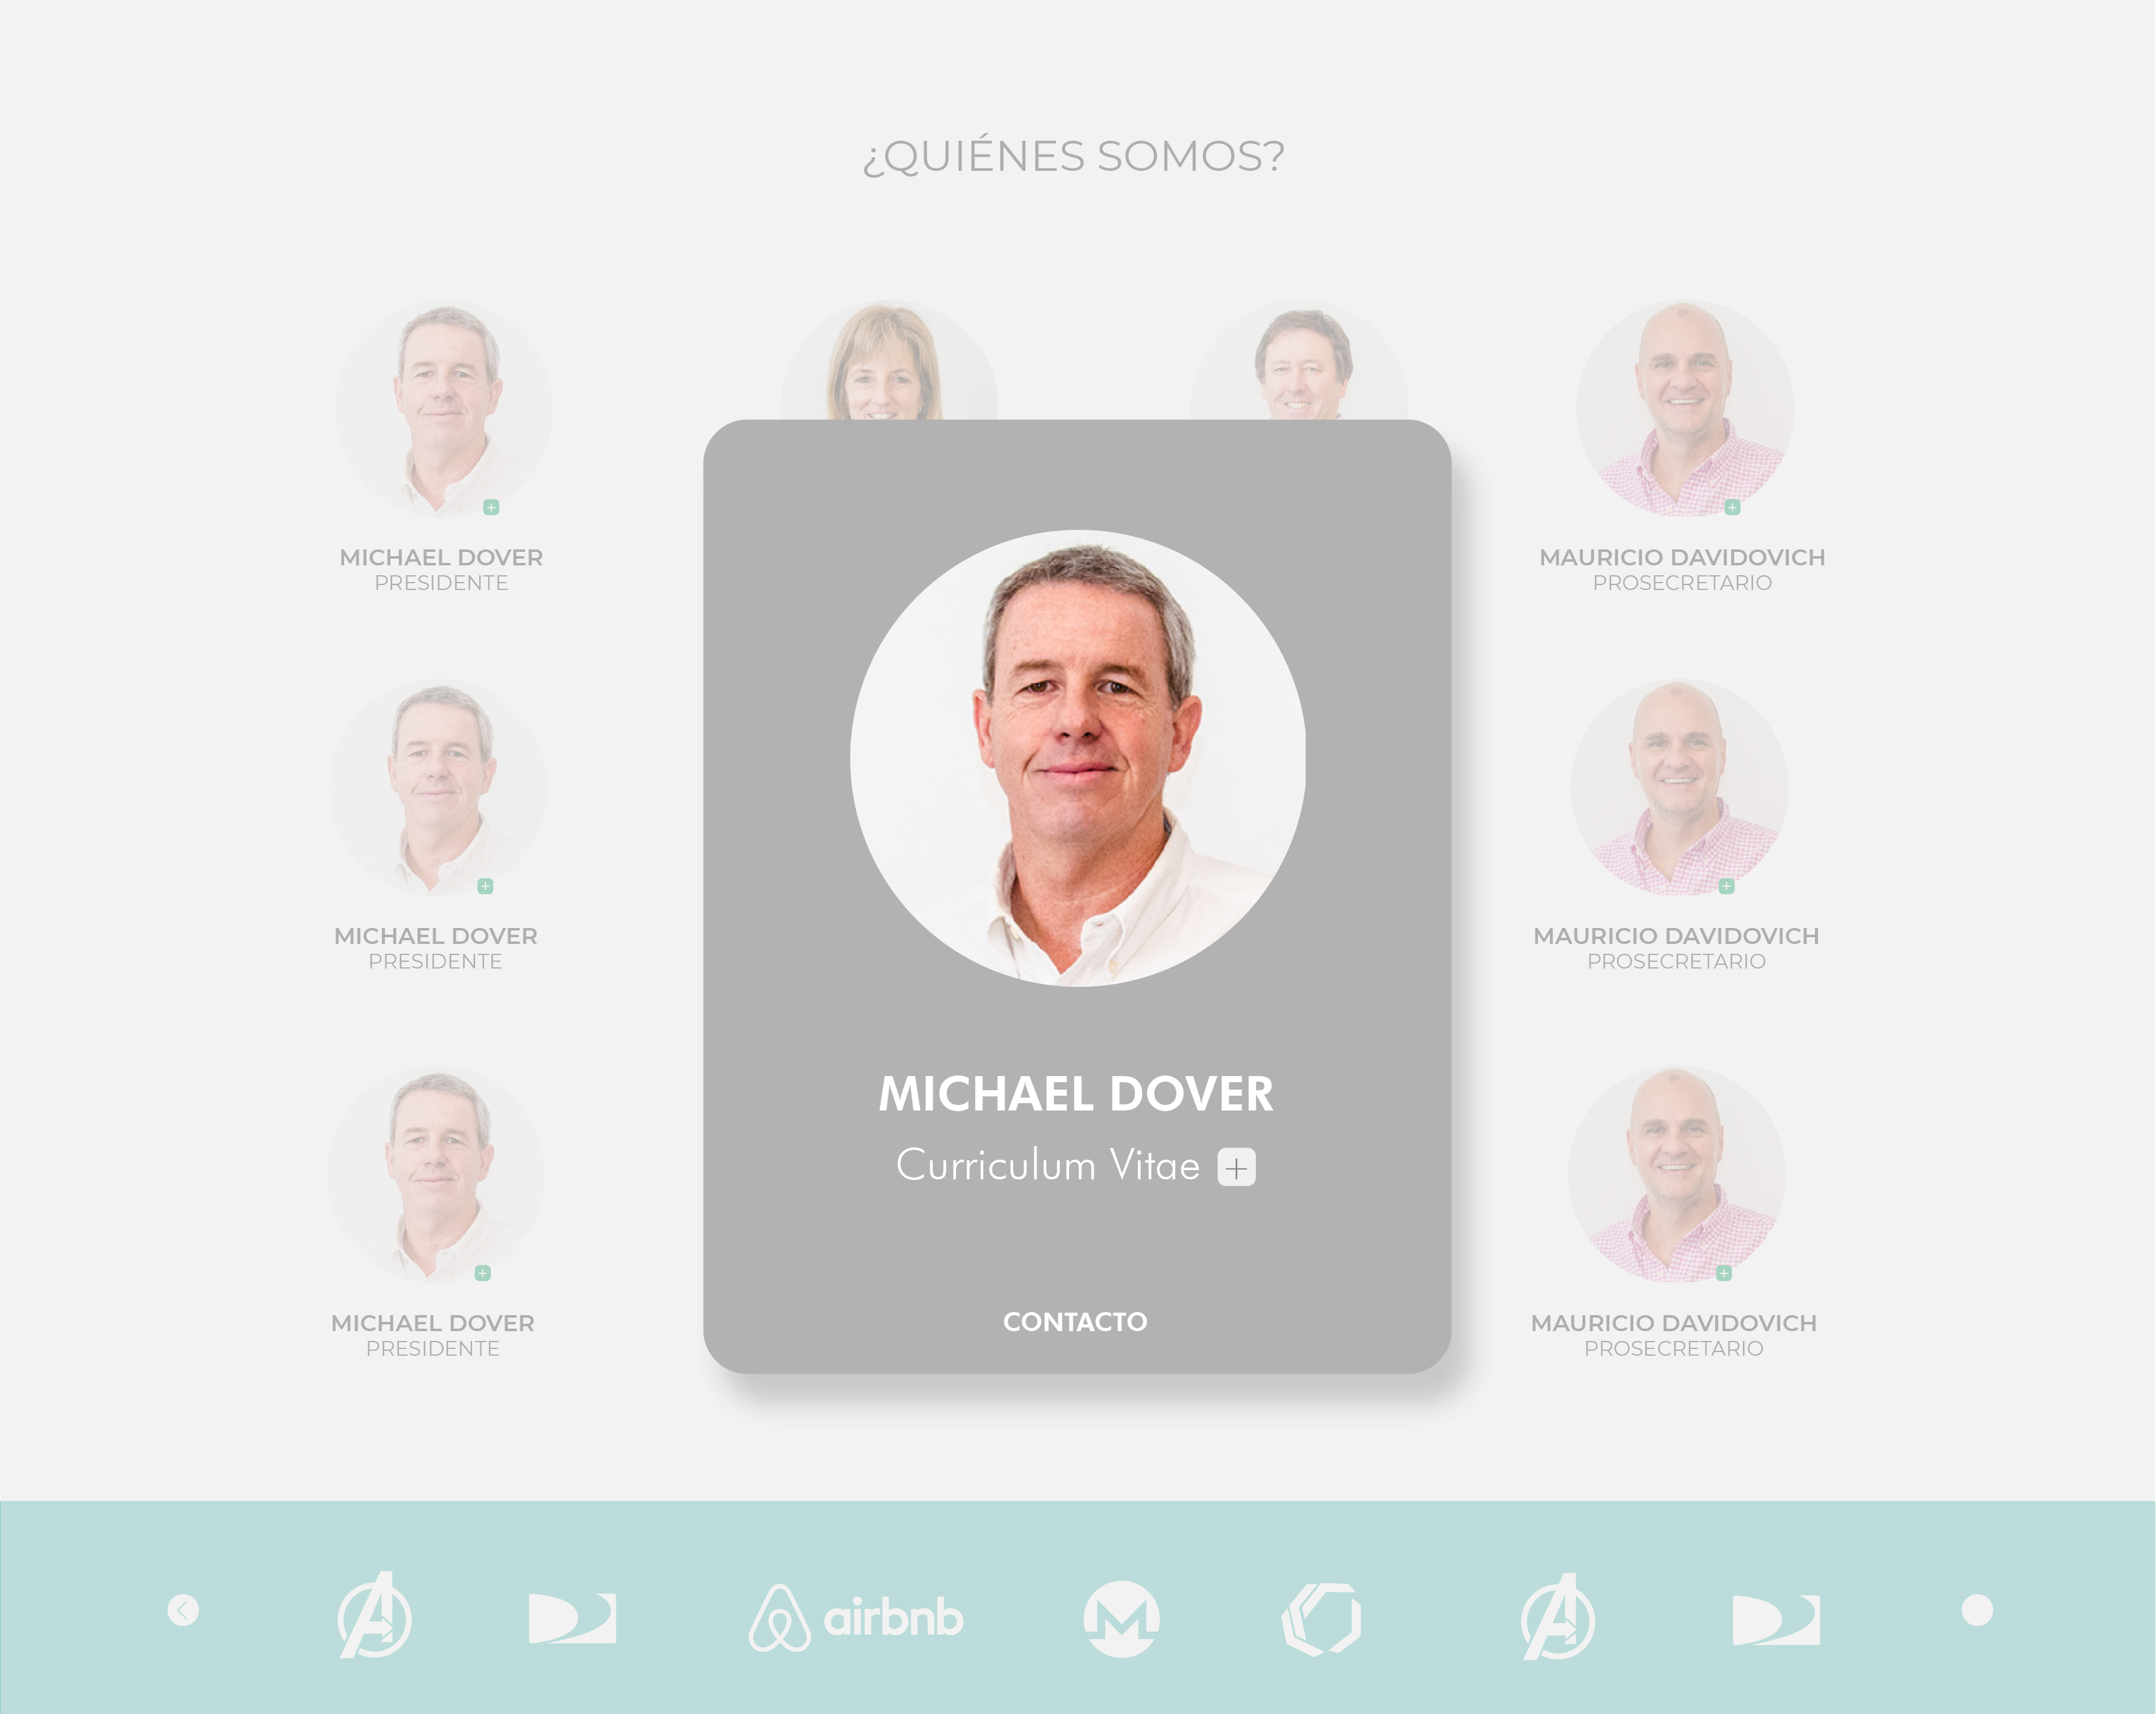 ¿QUIÉNES SOMOS?
MICHAEL DOVER
PRESIDENTE
MAURICIO DAVIDOVICH
PROSECRETARIO
MICHAEL DOVER
PRESIDENTE
MAURICIO DAVIDOVICH
PROSECRETARIO
MICHAEL DOVER
Curriculum Vitae
CONTACTO
MICHAEL DOVER
PRESIDENTE
MAURICIO DAVIDOVICH
PROSECRETARIO
airbnb